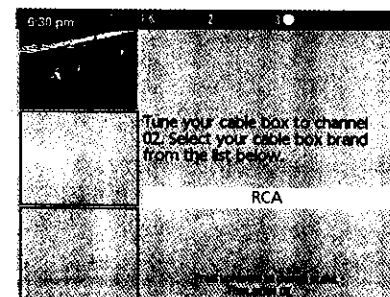 6:30 pm
2 3
Tune your cable box to channel
02. Select your cable box brand
from the list below.
RCA